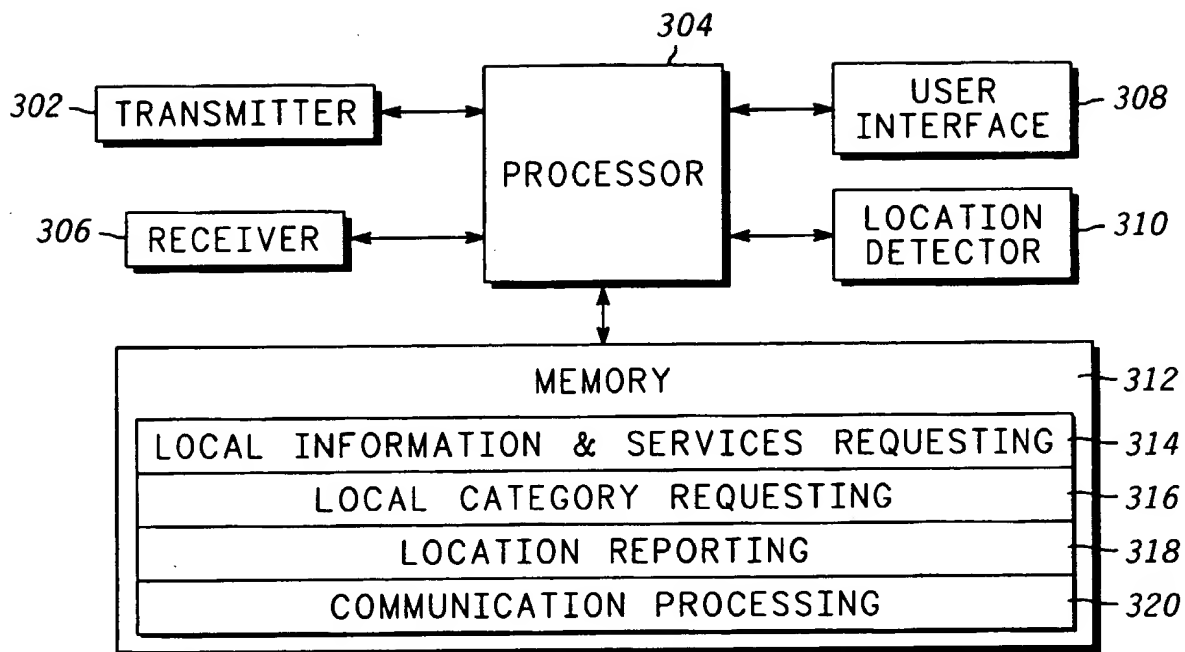 304
302 TRANSMITTER
USER
INTERFACE 308
PROCESSOR
306 RECEIVER
LOCATION
DETECTOR 310
MEMORY 312
LOCAL INFORMATION & SERVICES REQUESTING 314
LOCAL CATEGORY REQUESTING 316
LOCATION REPORTING 318
COMMUNICATION PROCESSING 320